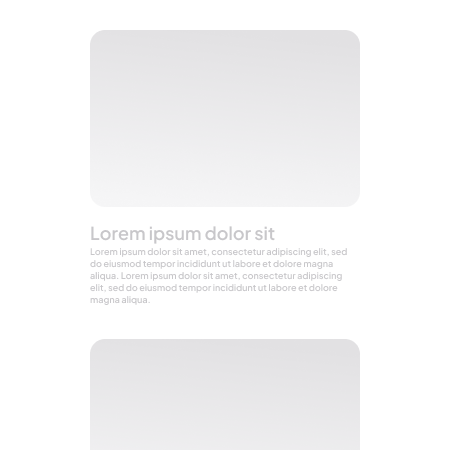 Lorem ipsum dolor sit
Lorem ipsum dolor sit amet, consectetur adipiscing elit, sed
do eiusmod tempor incididunt ut labore et dolore magna
aliqua. Lorem ipsum dolor sit amet, consectetur adipiscing
elit, sed do eiusmod tempor incididunt ut labore et dolore
magna aliqua.